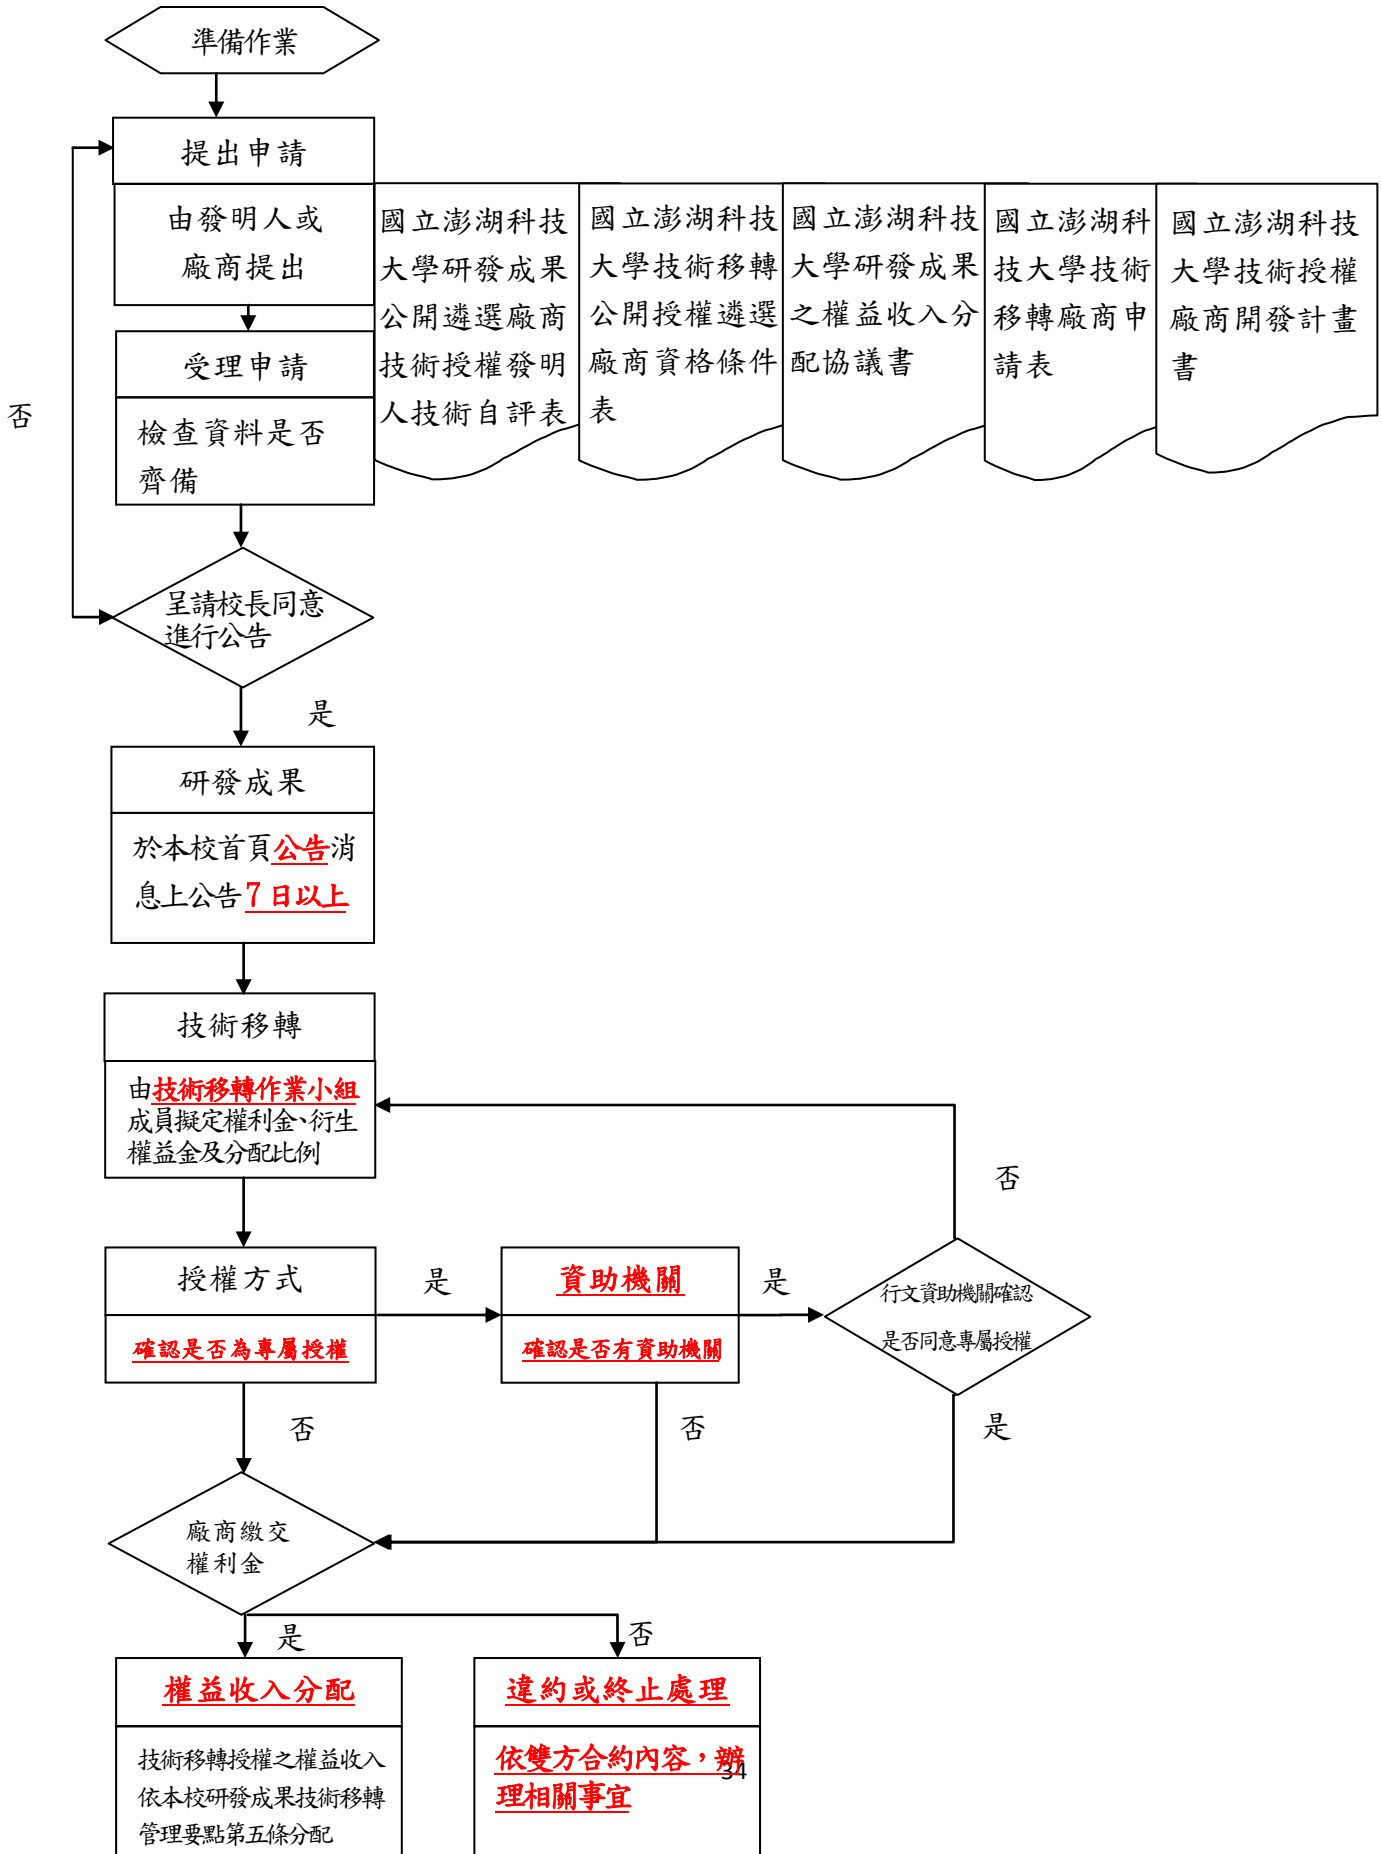 準備作業
提出申請
由發明人或
廠商提出
國立澎湖科技
大學研發成果
公開遴選廠商
技術授權發明
人技術自評表
國立澎湖科技
大學技術移轉
公開授權遴選
廠商資格條件
表
國立澎湖科技
大學研發成果
之權益收入分
配協議書
國立澎湖科
技大學技術
移轉廠商申
請表
國立澎湖科技
大學技術授權
廠商開發計畫
書
受理申請
檢查資料是否
齊備
否
呈請校長同意
進行公告
是
研發成果
於本校首頁公告消
息上公告7日以上
技術移轉
由技術移轉作業小組
成員擬定權利金、衍生
權益金及分配比例
否
授權方式
確認是否為專屬授權
是
資助機關
確認是否有資助機關
是
行文資助機關確認
是否同意專屬授權
否
否
是
廠商繳交
權利金
是
否
權益收入分配
技術移轉授權之權益收入
依本校研發成果技術移轉
管理要點第五條分配
違約或終止處理
依雙方合約內容，辦
理相關事宜
34